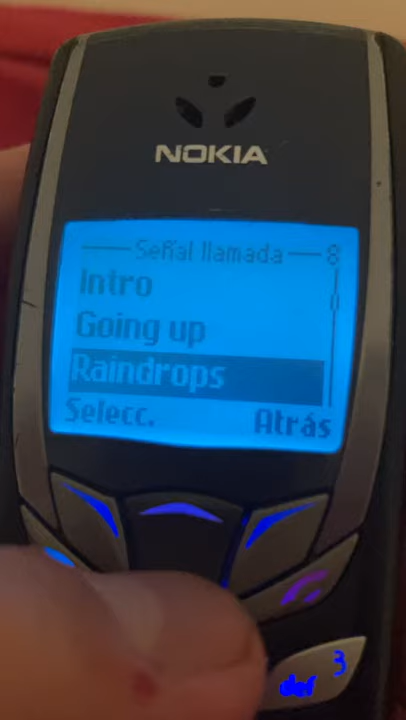 NOKIA
Señal llamada 8
Intro
Going up
Raindrops
Selecc. Atrás
def 3